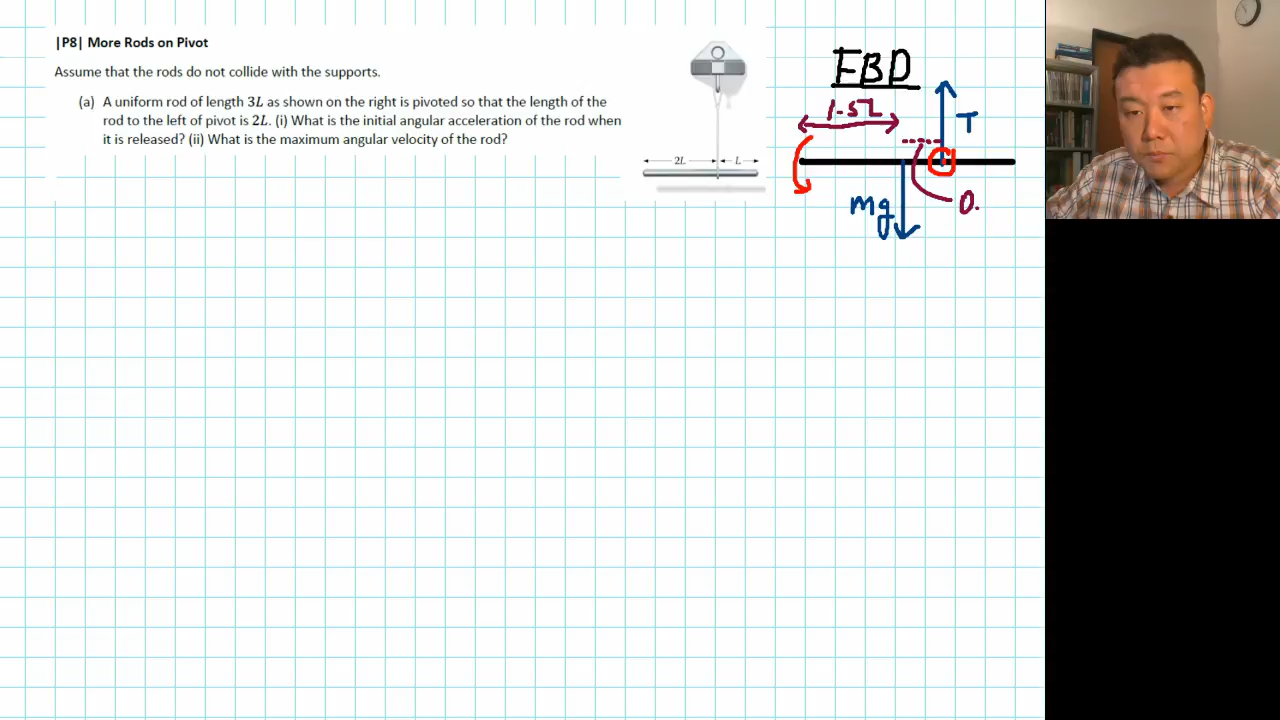 |P8| More Rods on Pivot
Assume that the rods do not collide with the supports.
(a) A uniform rod of length 3L as shown on the right is pivoted so that the length of the
rod to the left of pivot is 2L. (i) What is the initial angular acceleration of the rod when
it is released? (ii) What is the maximum angular velocity of the rod?
2L
L
FBD
1.5L
T
mg
0.